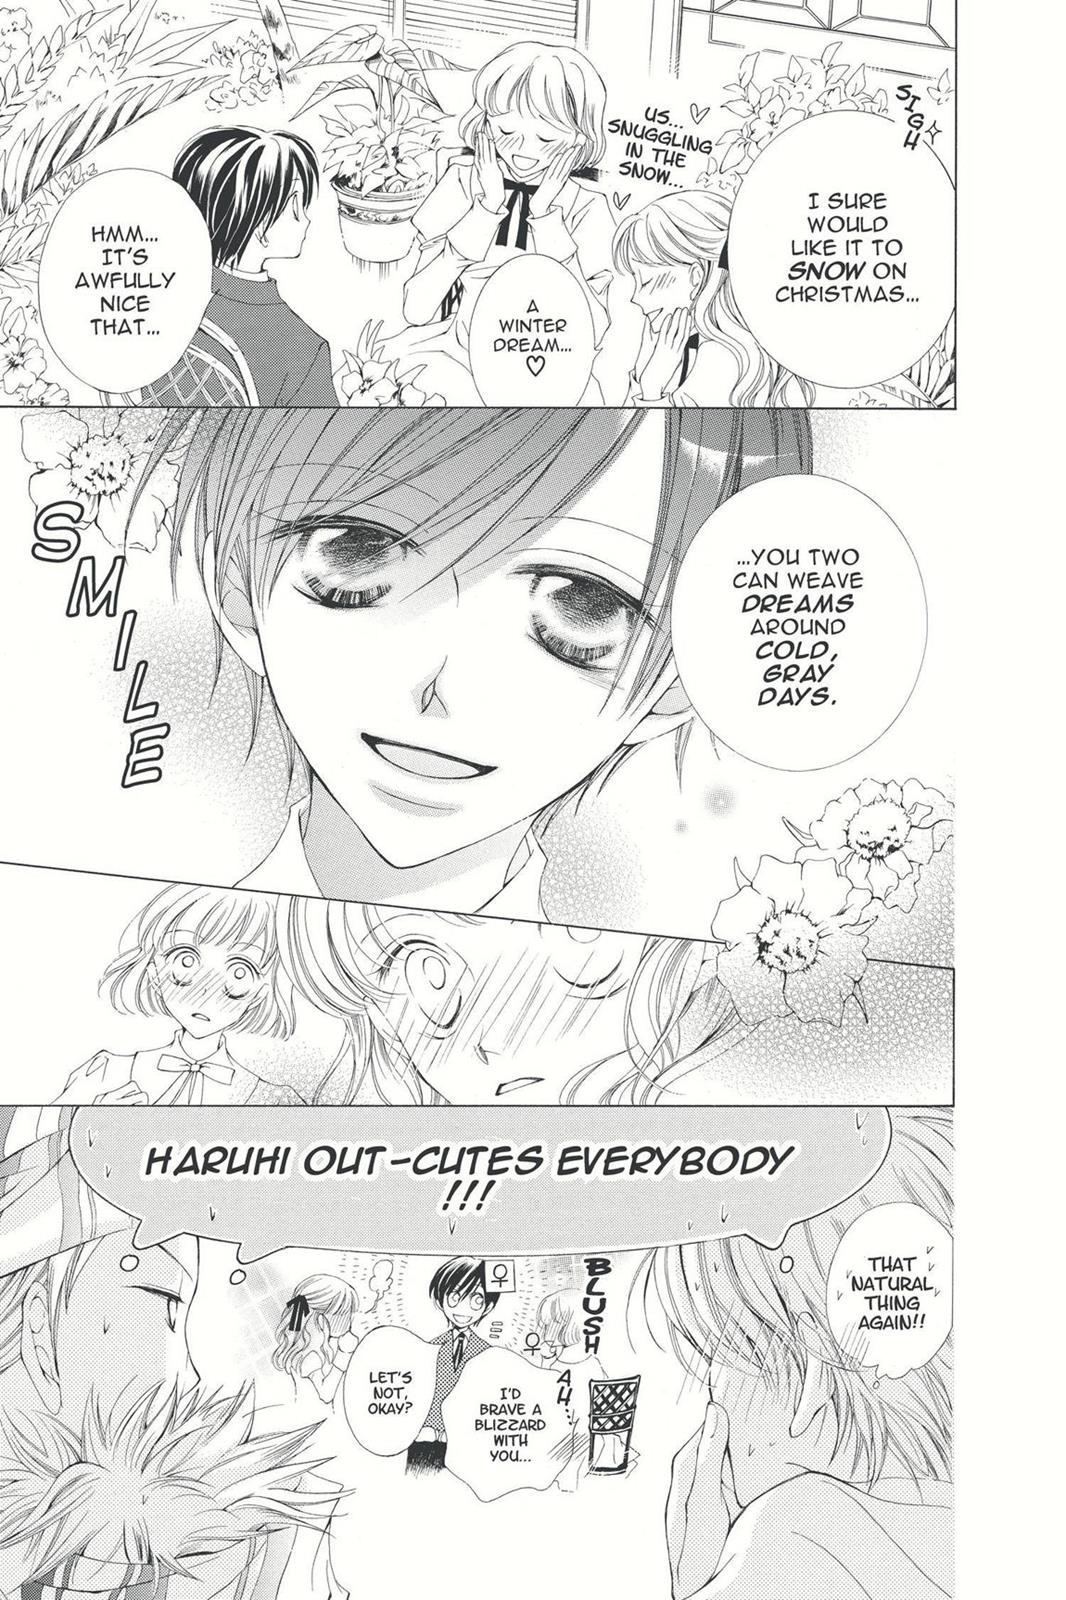 SIGH
I SURE
WOULD
LIKE IT TO
SNOW ON
CHRISTMAS...
US...
SNUGGLING
IN THE
SNOW...
A
WINTER
DREAM...
HMM...
IT'S
AWFULLY
NICE
THAT...
...YOU TWO
CAN WEAVE
DREAMS
AROUND
COLD,
GRAY
DAYS.
SMILE
HARUHI OUT-CUTES EVERYBODY
!!!
THAT
NATURAL
THING
AGAIN!!
BLUSH
AH...
I'D
BRAVE A
BLIZZARD
WITH
YOU...
LET'S
NOT,
OKAY?